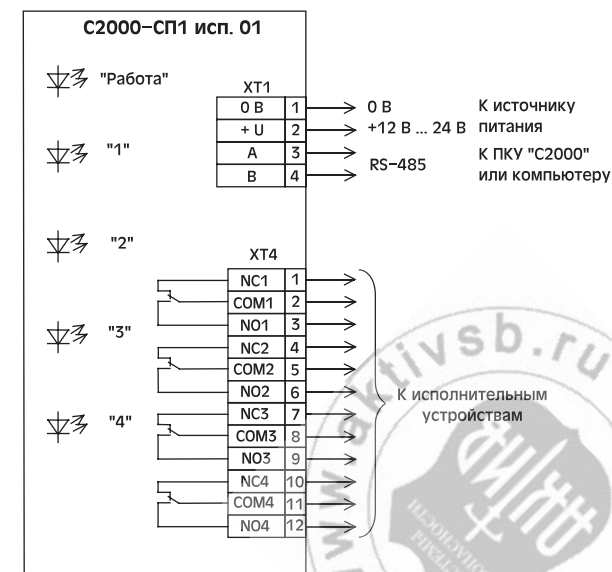 С2000-СП1 исп. 01
"Работа"
"1"
"2"
"3"
"4"
XT1
0 В 1
+ U 2
A 3
B 4
0 В
+12 В ... 24 В
RS-485
К источнику
питания
К ПКУ "С2000"
или компьютеру
XT4
NC1 1
COM1 2
NO1 3
NC2 4
COM2 5
NO2 6
NC3 7
COM3 8
NO3 9
NC4 10
COM4 11
NO4 12
К исполнительным
устройствам
www.aktivsb.ru